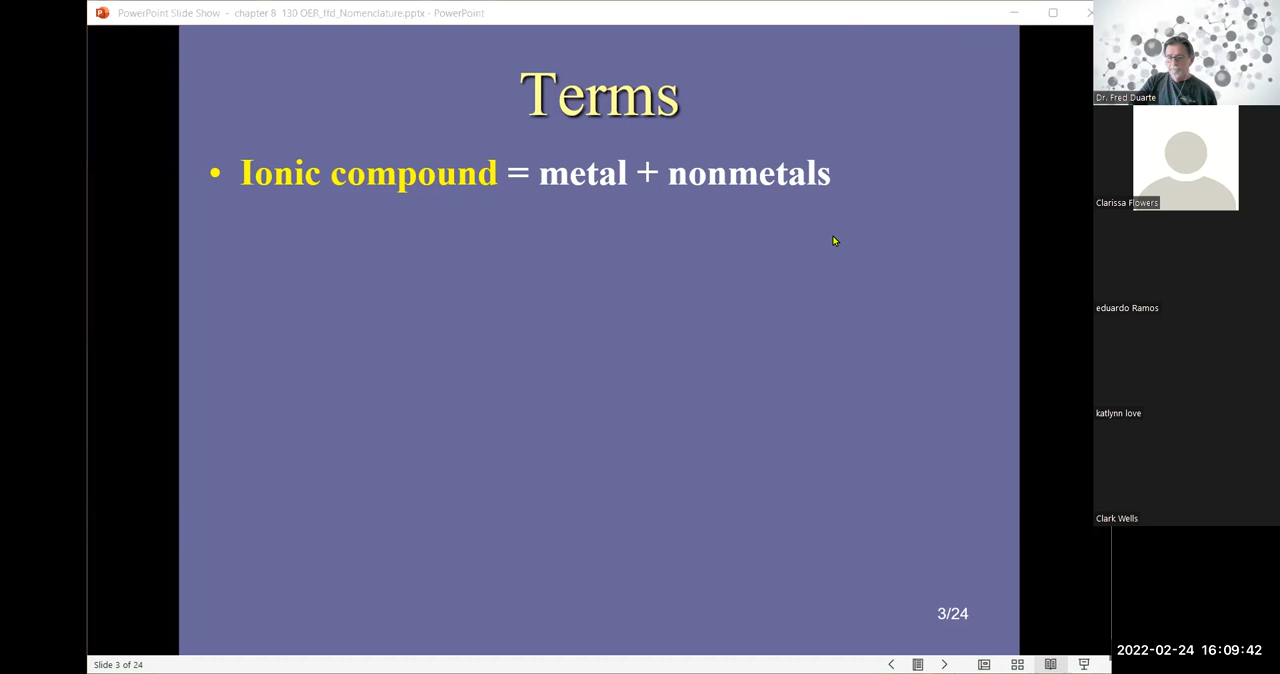 PowerPoint Slide Show - chapter 8 130 OER_ffd_Nomenclature.pptx - PowerPoint
Terms
• Ionic compound = metal + nonmetals
3/24
Slide 3 of 24
Dr. Fred Duarte
Clarissa Flowers
eduardo Ramos
katlynn love
Clark Wells
2022-02-24 16:09:42